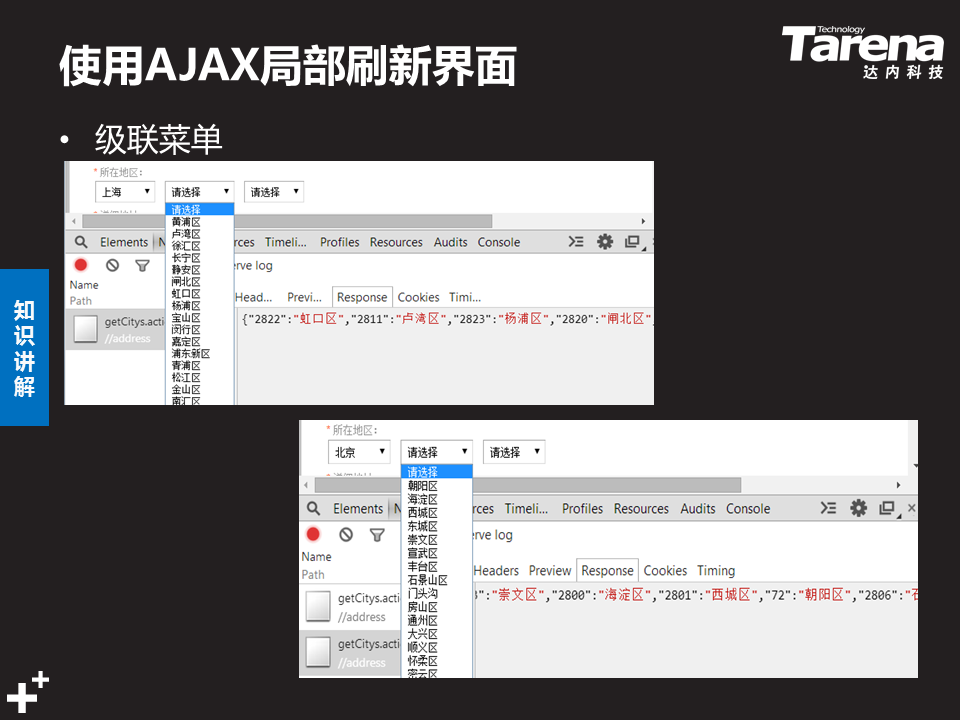 使用AJAX局部刷新界面
Technology
Tarena
达内科技
• 级联菜单
知识讲解
*所在地区:
上海 请选择 请选择
请选择
黄浦区
卢湾区
徐汇区
长宁区
静安区
闸北区
虹口区
杨浦区
宝山区
闵行区
嘉定区
浦东新区
青浦区
松江区
金山区
南汇区
Elements N rces Timeli... Profiles Resources Audits Console
erve log
Name
Path
Head... Previ... Response Cookies Timi...
getCitys.acti
//address
{"2822":"虹口区","2811":"卢湾区","2823":"杨浦区","2820":"闸北区",
*所在地区:
北京 请选择 请选择
请选择
朝阳区
海淀区
西城区
东城区
崇文区
宣武区
丰台区
石景山区
门头沟
房山区
通州区
大兴区
顺义区
怀柔区
密云区
Elements N rces Timeli... Profiles Resources Audits Console
erve log
Name
Path
Headers Preview Response Cookies Timing
3":"崇文区","2800":"海淀区","2801":"西城区","72":"朝阳区","2806":"石
getCitys.acti
//address
getCitys.acti
//address